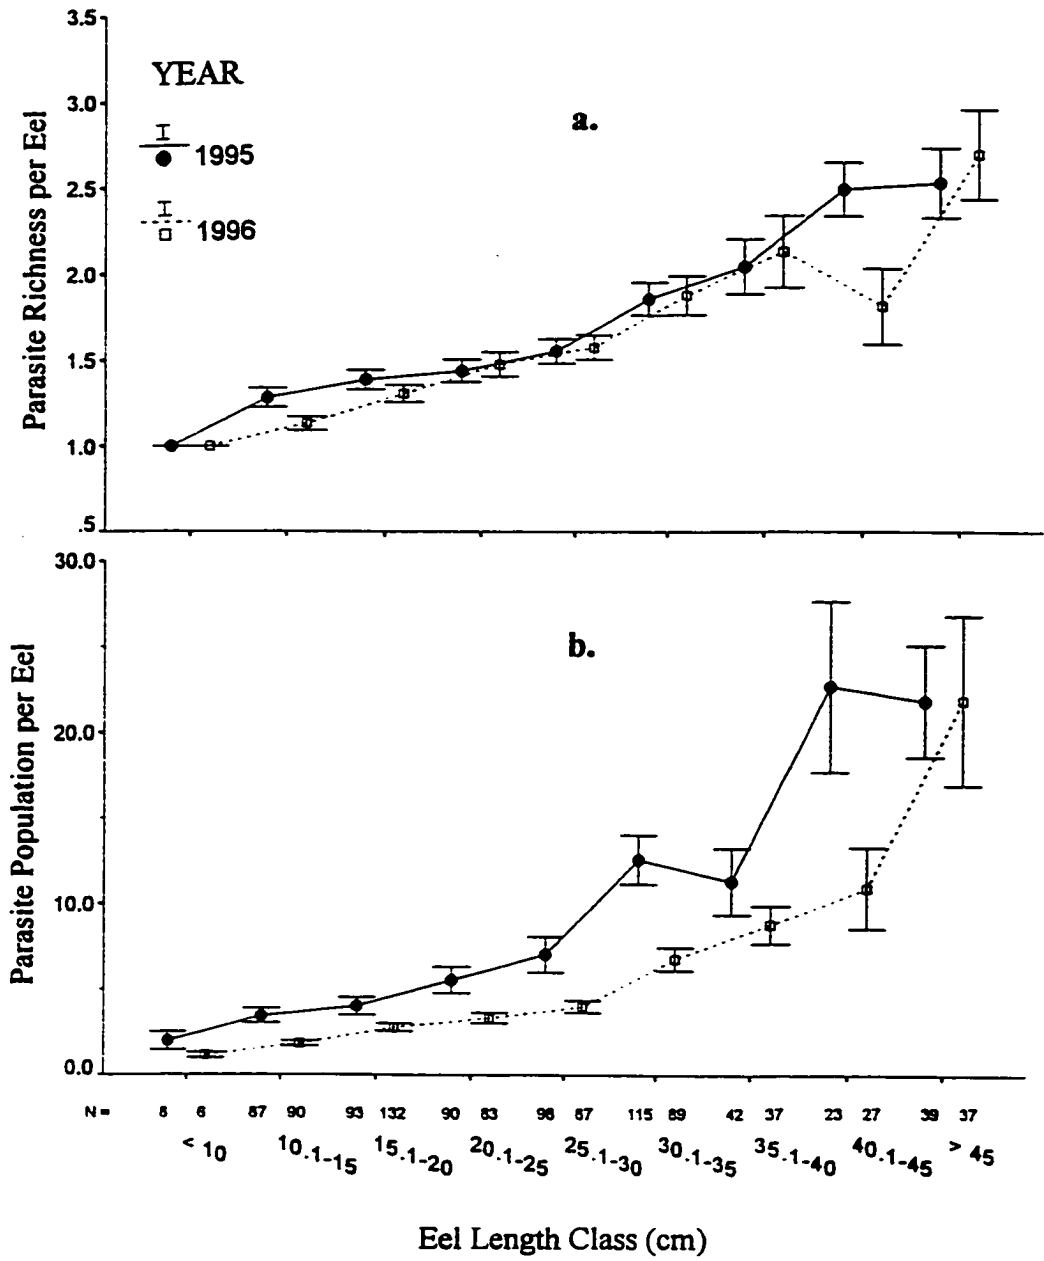 3.5
3.0
2.5
2.0
1.5
1.0
.5
Parasite Richness per Eel
YEAR
1995
1996
a.
30.0
20.0
10.0
0.0
Parasite Population per Eel
b.
N = 8 6 87 90 93 132 90 83 98 87 115 89 42 37 23 27 39 37
< 10 10.1-15 15.1-20 20.1-25 25.1-30 30.1-35 35.1-40 40.1-45 > 45
Eel Length Class (cm)